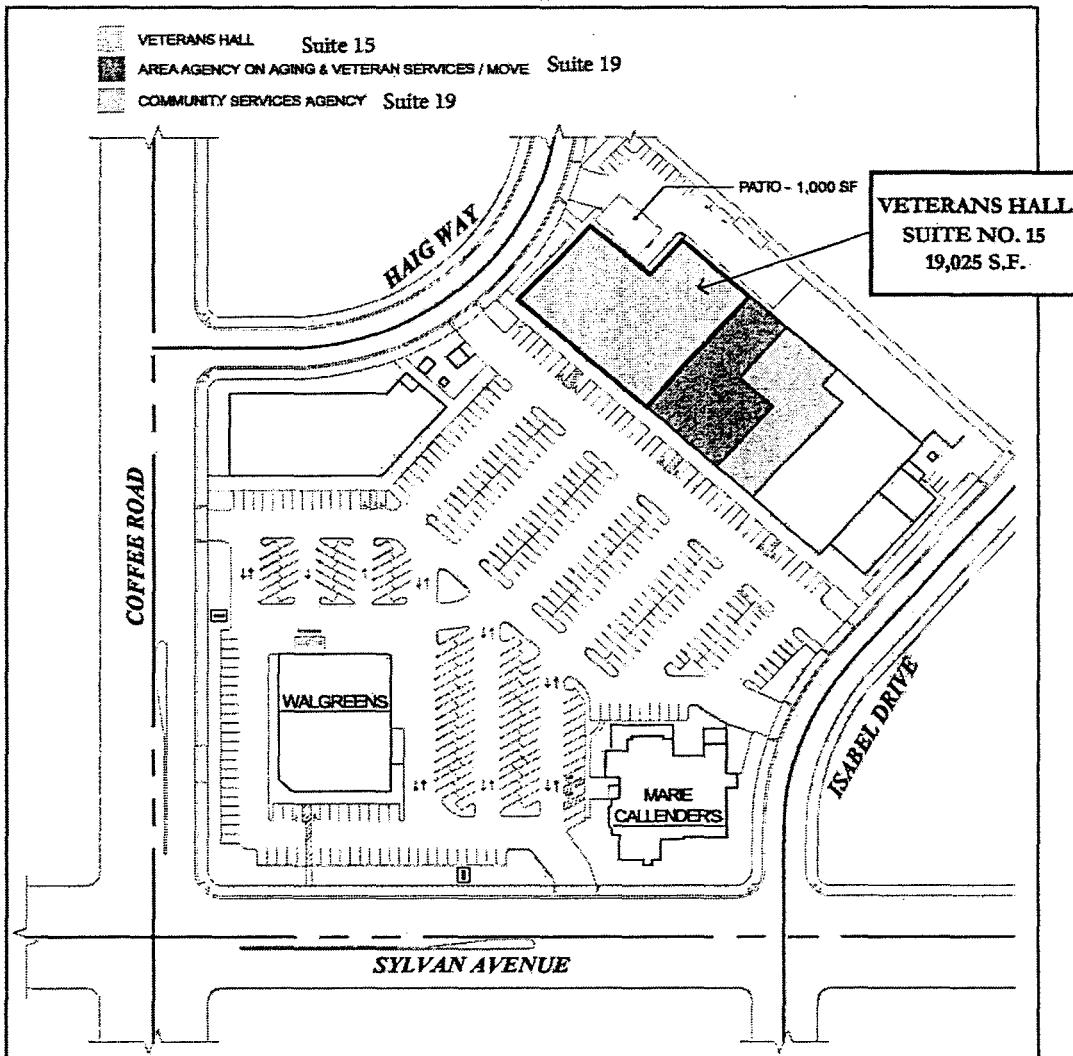 VETERANS HALL Suite 15
AREA AGENCY ON AGING & VETERAN SERVICES / MOVE Suite 19
COMMUNITY SERVICES AGENCY Suite 19
PATIO - 1,000 SF
VETERANS HALL
SUITE NO. 15
19,025 S.F.
HAIG WAY
COFFEE ROAD
WALGREENS
MARIE
CALLENDER'S
ISABEL DRIVE
SYLVAN AVENUE